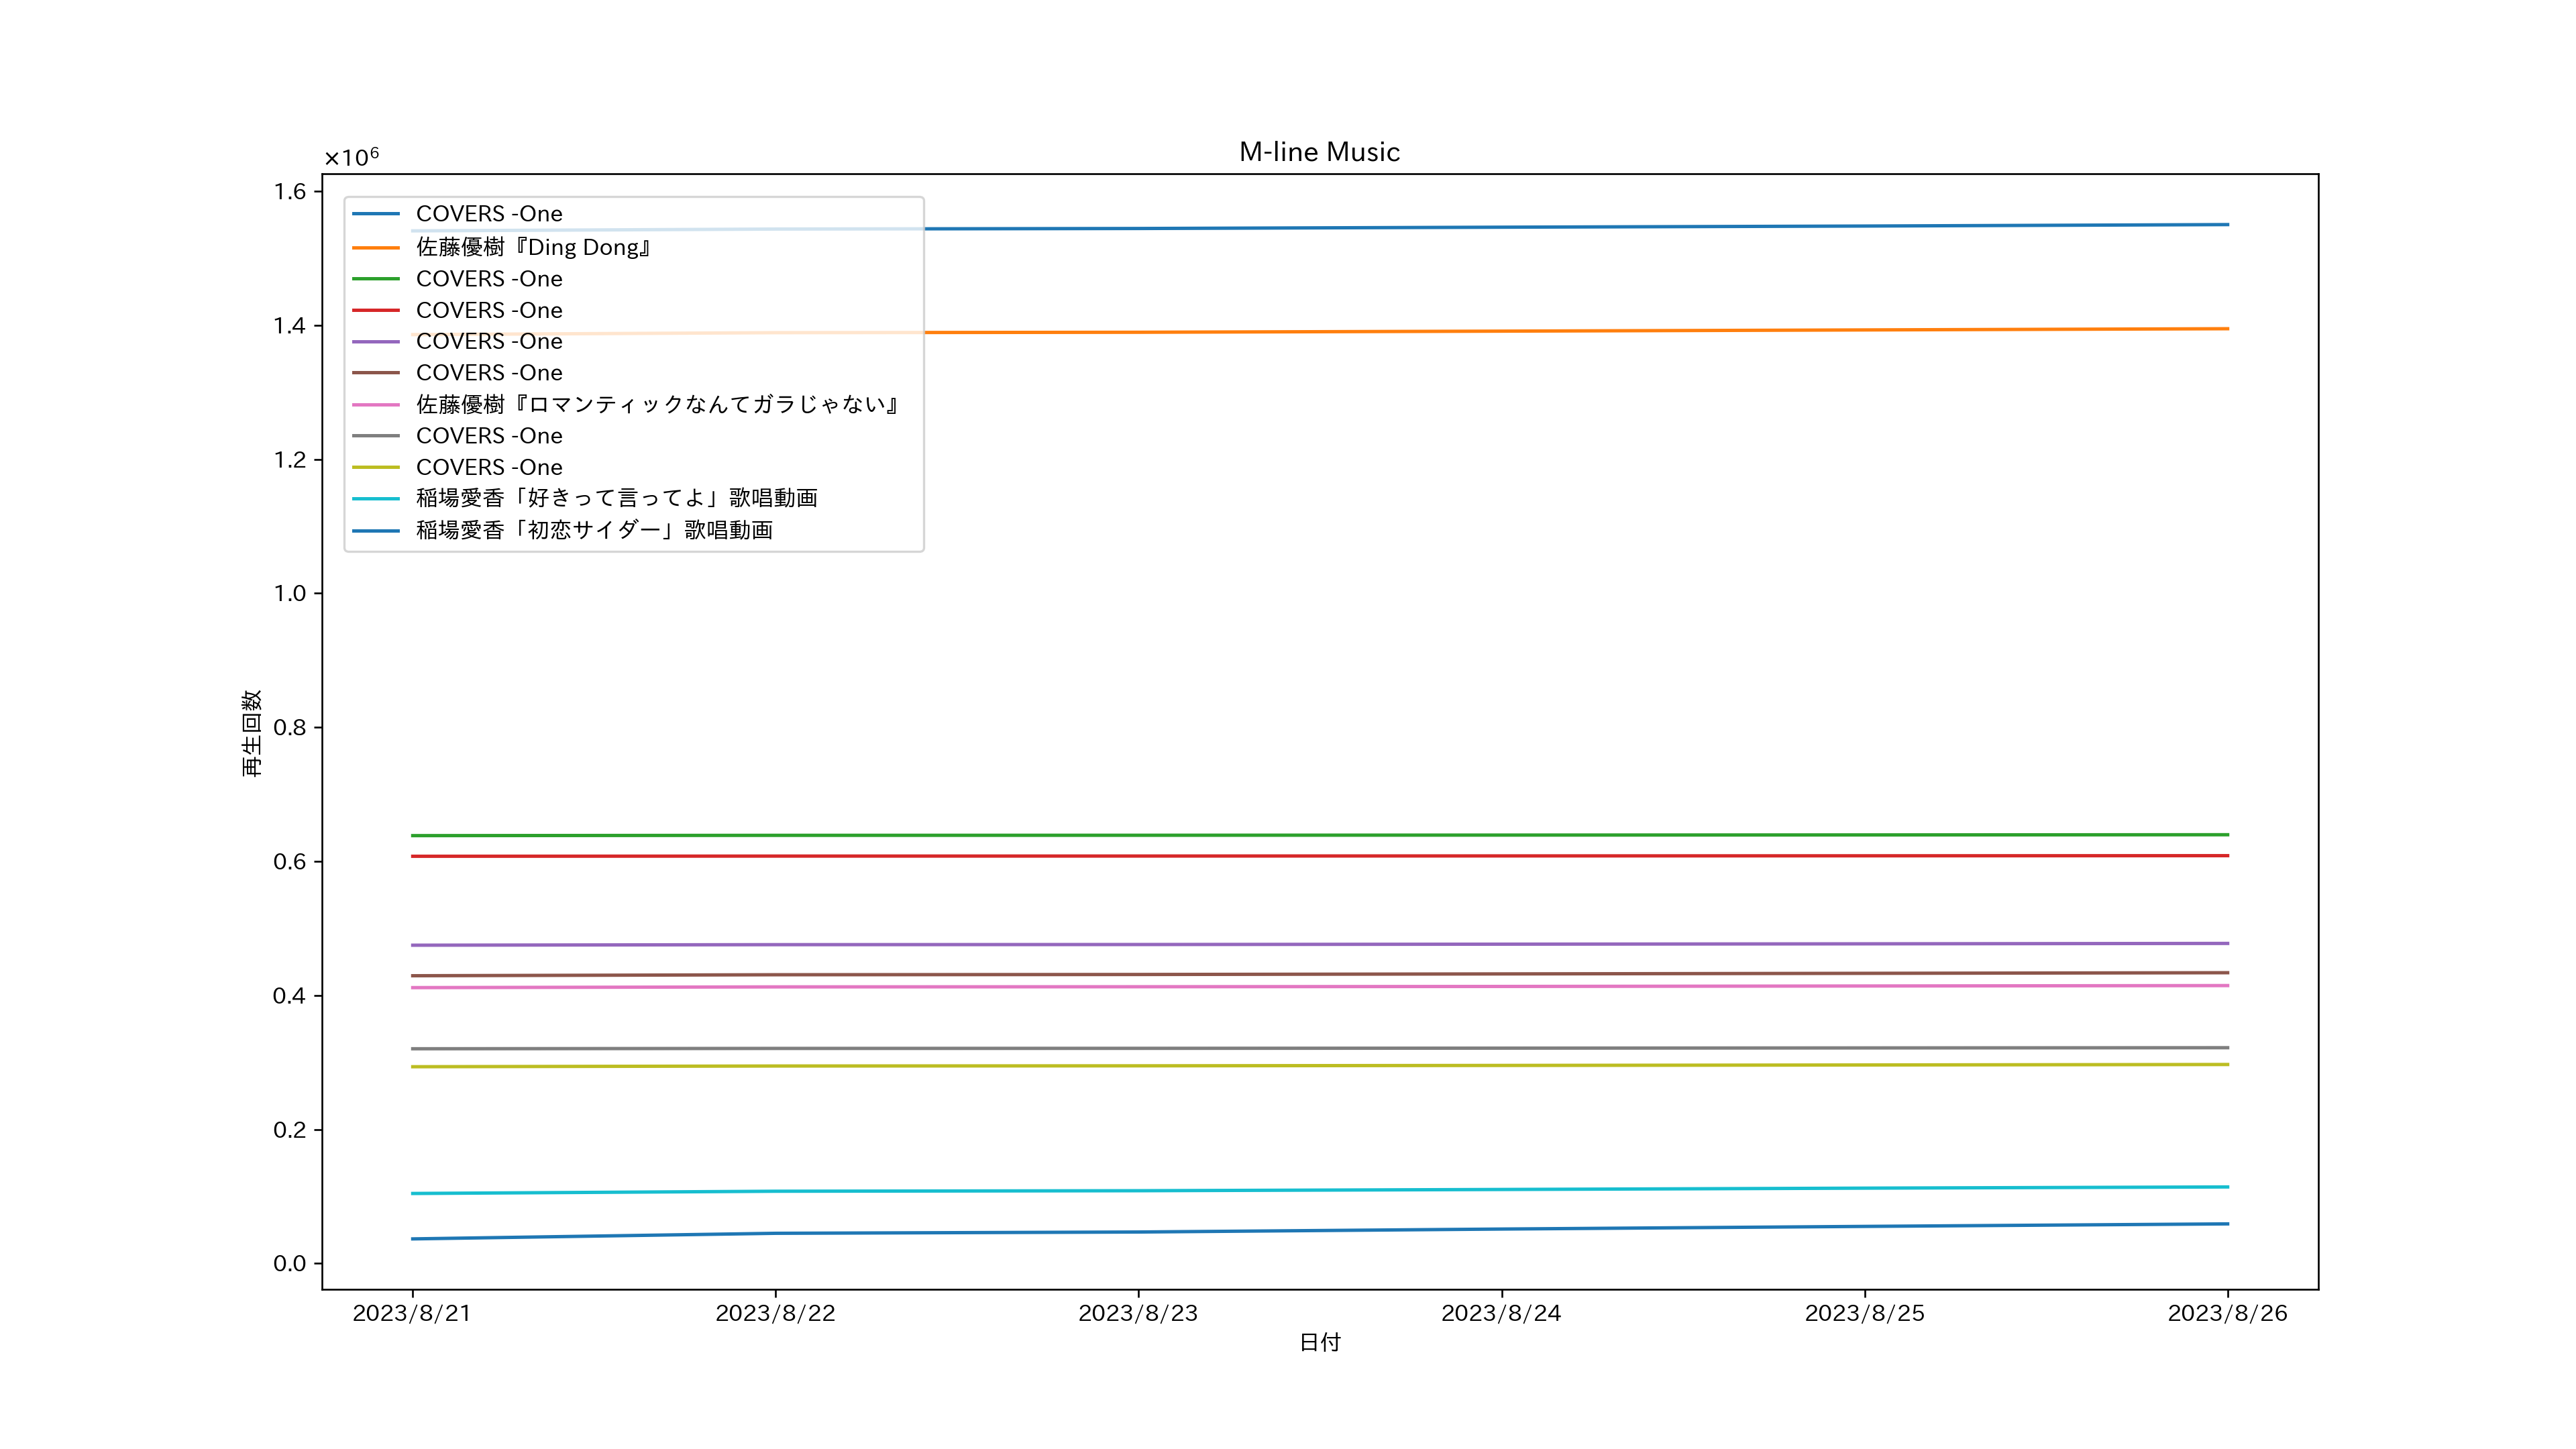 M-line Music
×10⁶
1.6
1.4
1.2
1.0
0.8
0.6
0.4
0.2
0.0
再生回数
COVERS -One
佐藤優樹『Ding Dong』
COVERS -One
COVERS -One
COVERS -One
COVERS -One
佐藤優樹『ロマンティックなんてガラじゃない』
COVERS -One
COVERS -One
稲場愛香「好きって言ってよ」歌唱動画
稲場愛香「初恋サイダー」歌唱動画
2023/8/21
2023/8/22
2023/8/23
2023/8/24
2023/8/25
2023/8/26
日付